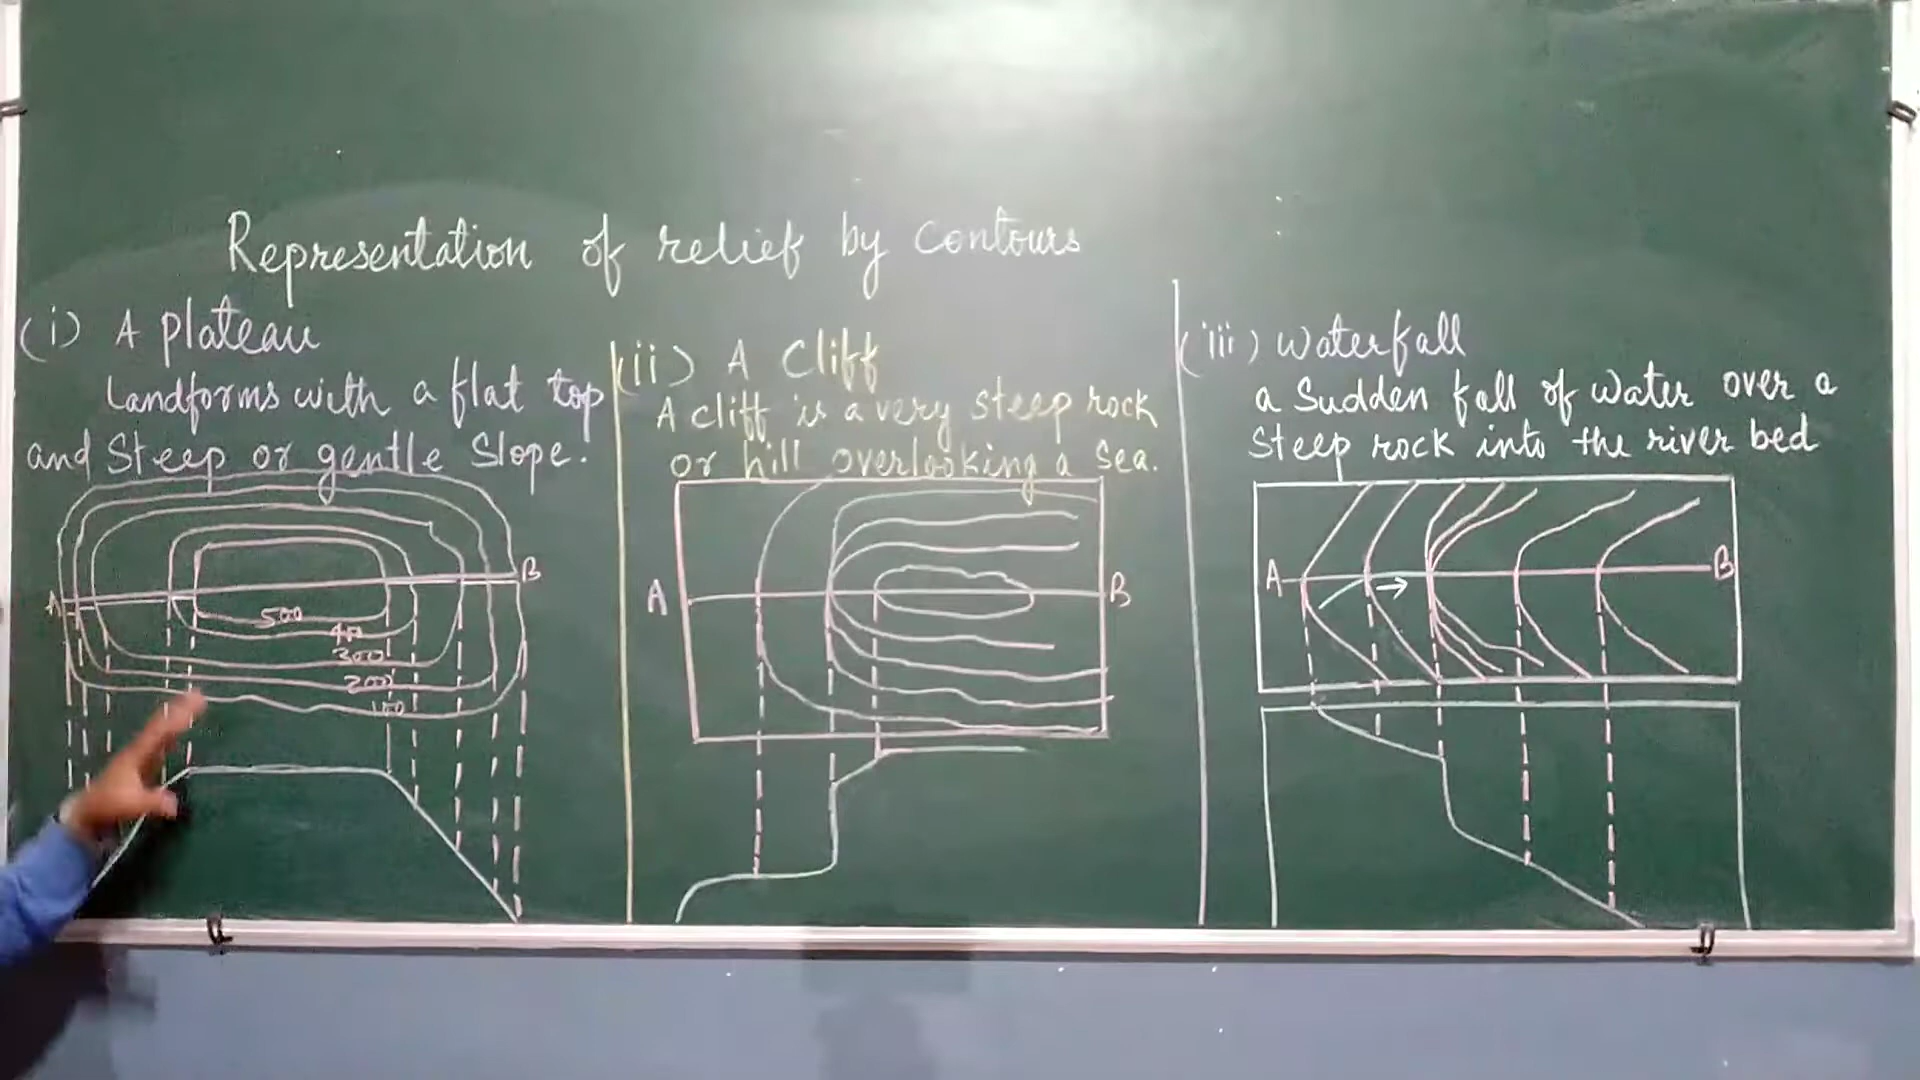 Representation of relief by Contours
(i) A plateau
Landforms with a flat top
and Steep or gentle Slope.
A
B
500
400
300
200
100
(ii) A Cliff
A cliff is a very steep rock
or hill overlooking a Sea.
A
B
(iii) Waterfall
a Sudden fall of Water over a
Steep rock into the river bed
A
B